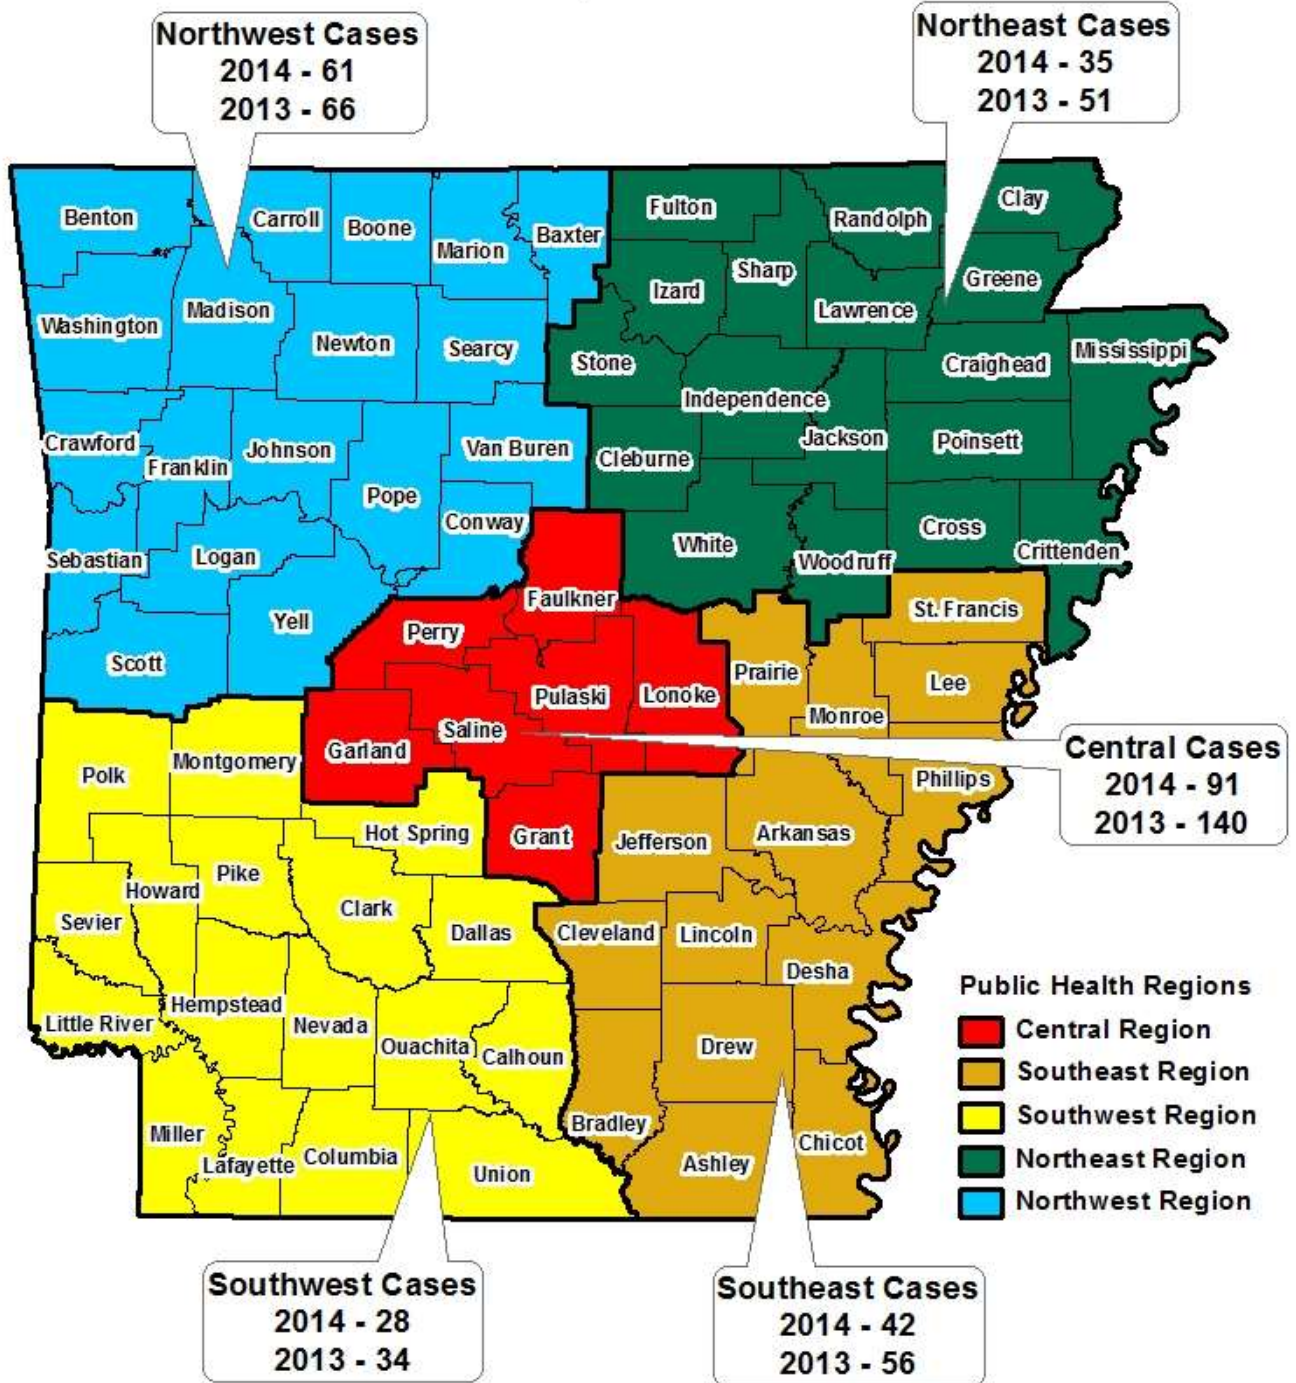 Northwest Cases
2014 - 61
2013 - 66
Northeast Cases
2014 - 35
2013 - 51
Benton
Carroll
Boone
Marion
Baxter
Washington
Madison
Newton
Searcy
Crawford
Franklin
Johnson
Van Buren
Pope
Conway
Sebastian
Logan
Yell
Scott
Fulton
Randolph
Clay
Sharp
Izard
Lawrence
Greene
Stone
Independence
Craighead
Mississippi
Cleburne
Jackson
Poinsett
White
Woodruff
Cross
Crittenden
Faulkner
Perry
Pulaski
Lonoke
Saline
Garland
Grant
St. Francis
Prairie
Lee
Monroe
Phillips
Central Cases
2014 - 91
2013 - 140
Jefferson
Arkansas
Cleveland
Lincoln
Desha
Drew
Bradley
Ashley
Chicot
Polk
Montgomery
Hot Spring
Howard
Pike
Clark
Sevier
Dallas
Hempstead
Little River
Nevada
Ouachita
Calhoun
Miller
Lafayette
Columbia
Union
Public Health Regions
Central Region
Southeast Region
Southwest Region
Northeast Region
Northwest Region
Southwest Cases
2014 - 28
2013 - 34
Southeast Cases
2014 - 42
2013 - 56